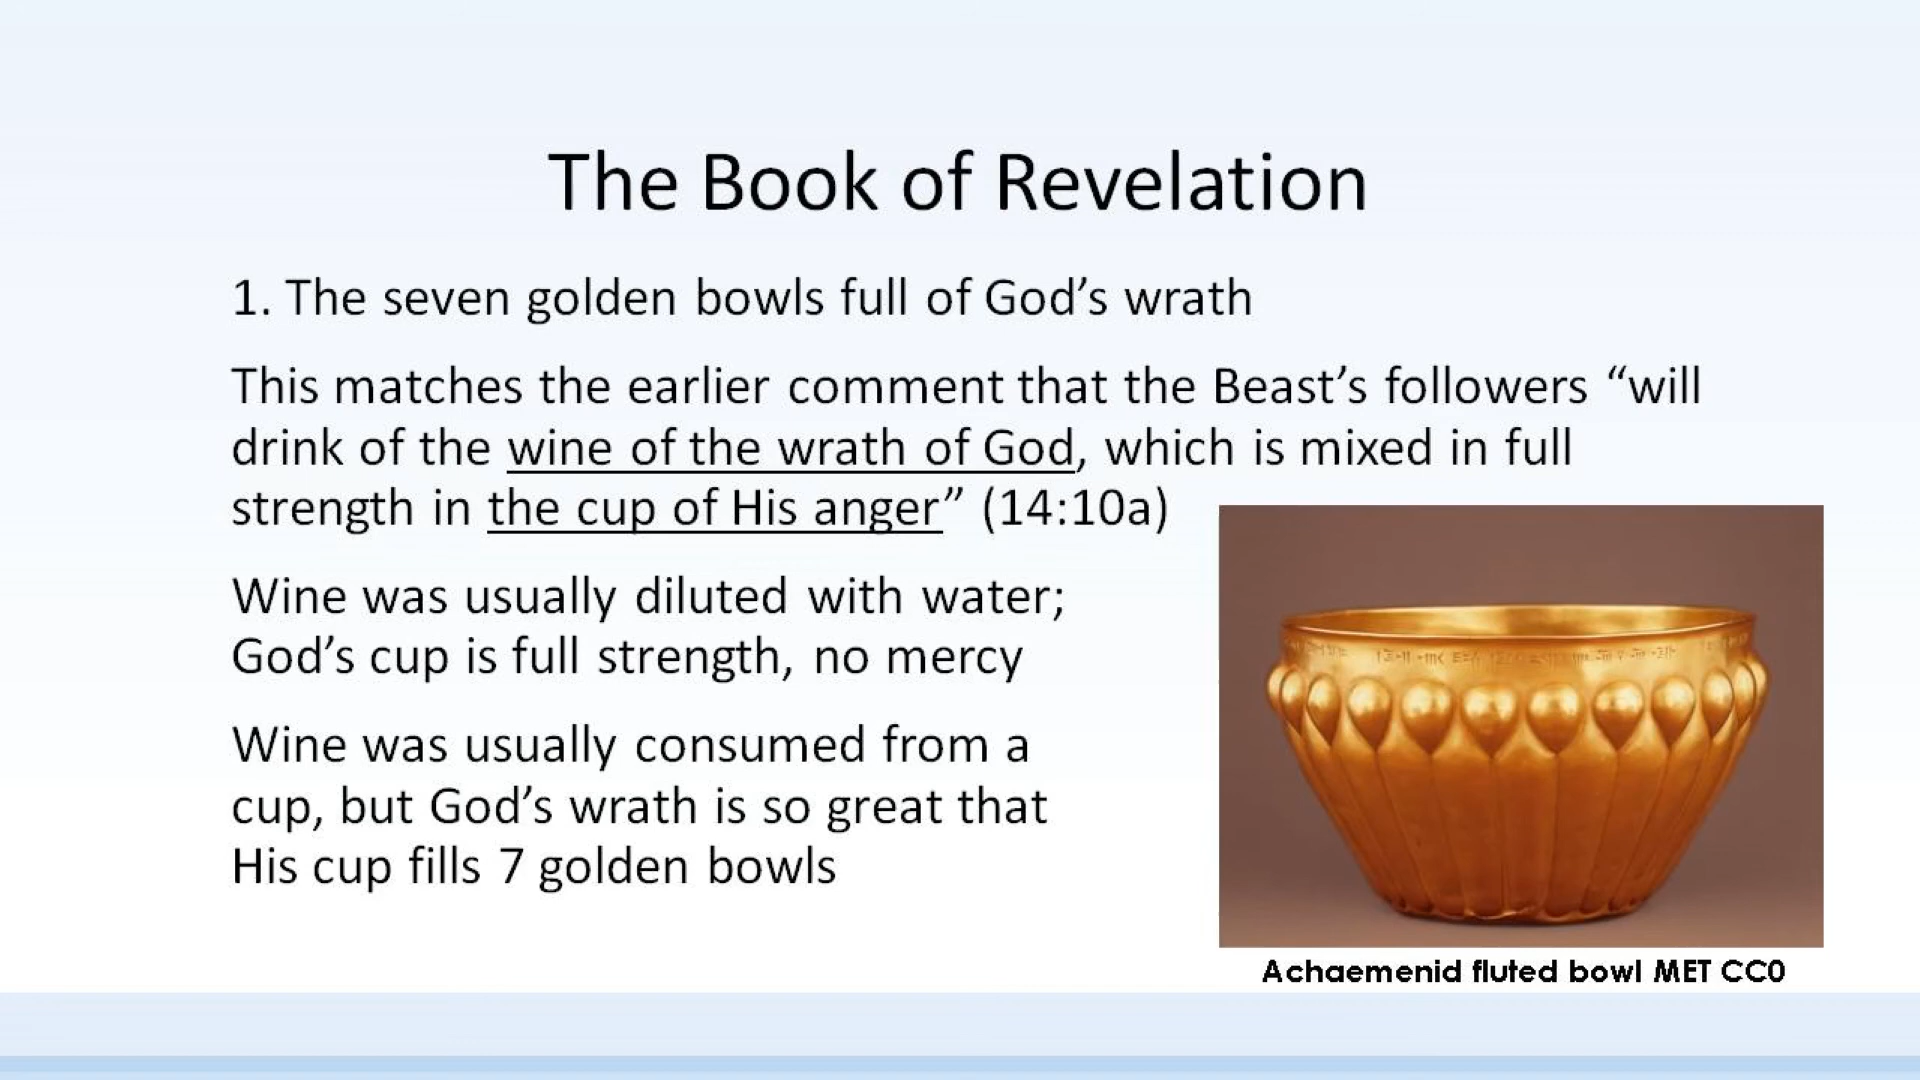 The Book of Revelation
1. The seven golden bowls full of God’s wrath
This matches the earlier comment that the Beast’s followers “will
drink of the wine of the wrath of God, which is mixed in full
strength in the cup of His anger” (14:10a)
Wine was usually diluted with water;
God’s cup is full strength, no mercy
Wine was usually consumed from a
cup, but God’s wrath is so great that
His cup fills 7 golden bowls
Achaemenid fluted bowl MET CC0